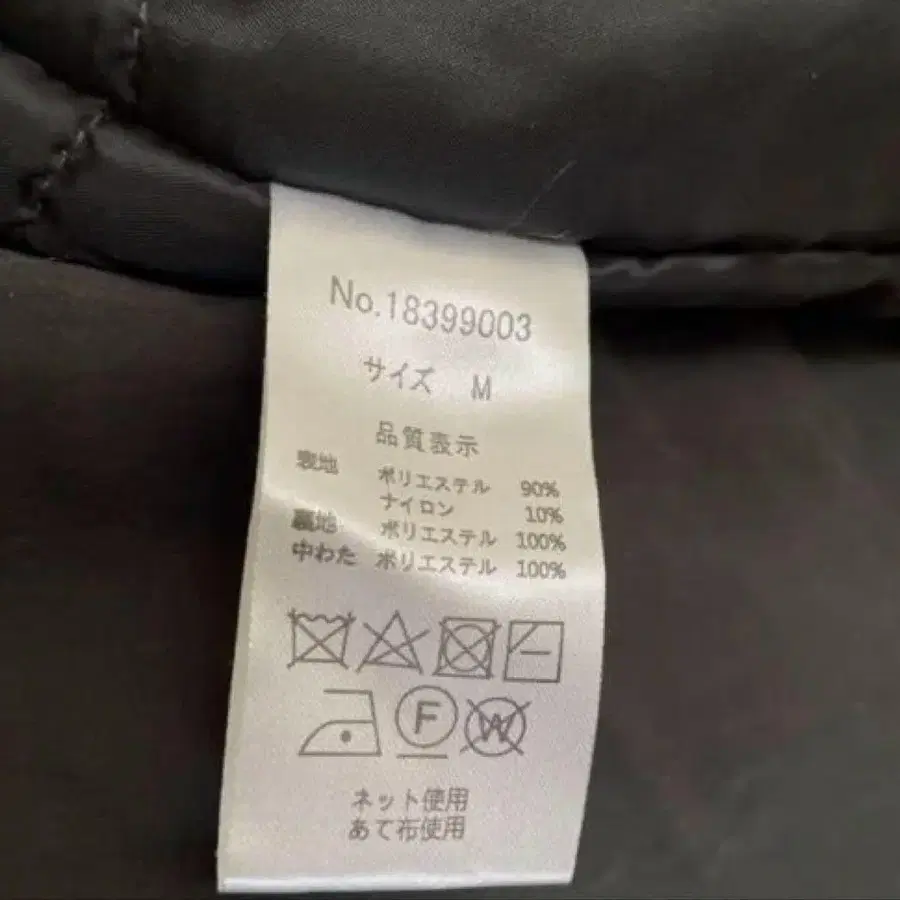 No.18399003
サイズ M
品質表示
表地 ポリエステル 90%
ナイロン 10%
裏地 ポリエステル 100%
中わた ポリエステル 100%
F
W
ネット使用
あて布使用